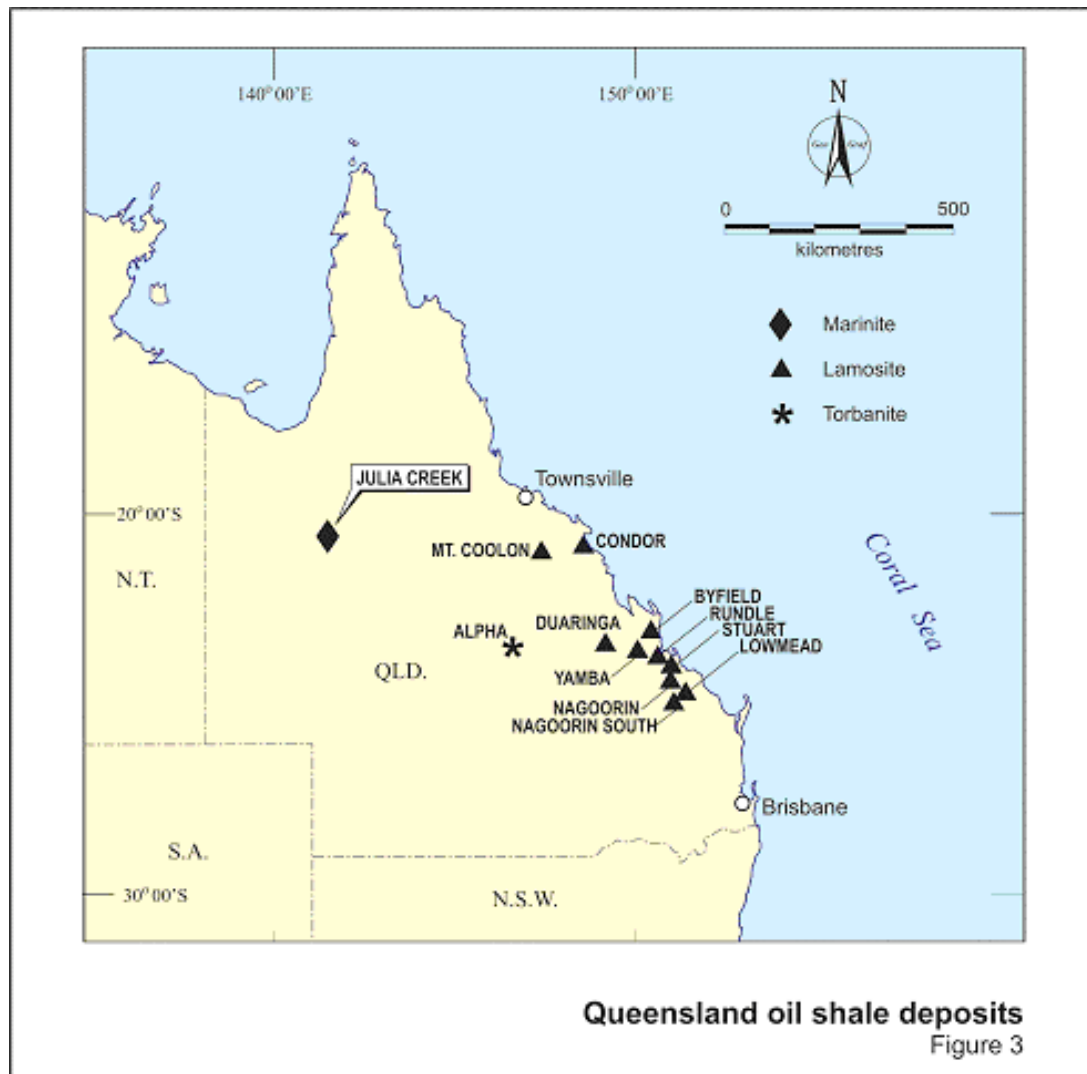 140°00'E
150°00'E
N
Geo Graf
0 500
kilometres
Marinite
Lamosite
Torbanite
JULIA CREEK
Townsville
20°00'S
MT. COOLON
CONDOR
Coral Sea
N.T.
BYFIELD
RUNDLE
DUARINGA
STUART
ALPHA
LOWMEAD
QLD.
YAMBA
NAGOORIN
NAGOORIN SOUTH
Brisbane
S.A.
30°00'S
N.S.W.
Queensland oil shale deposits
Figure 3